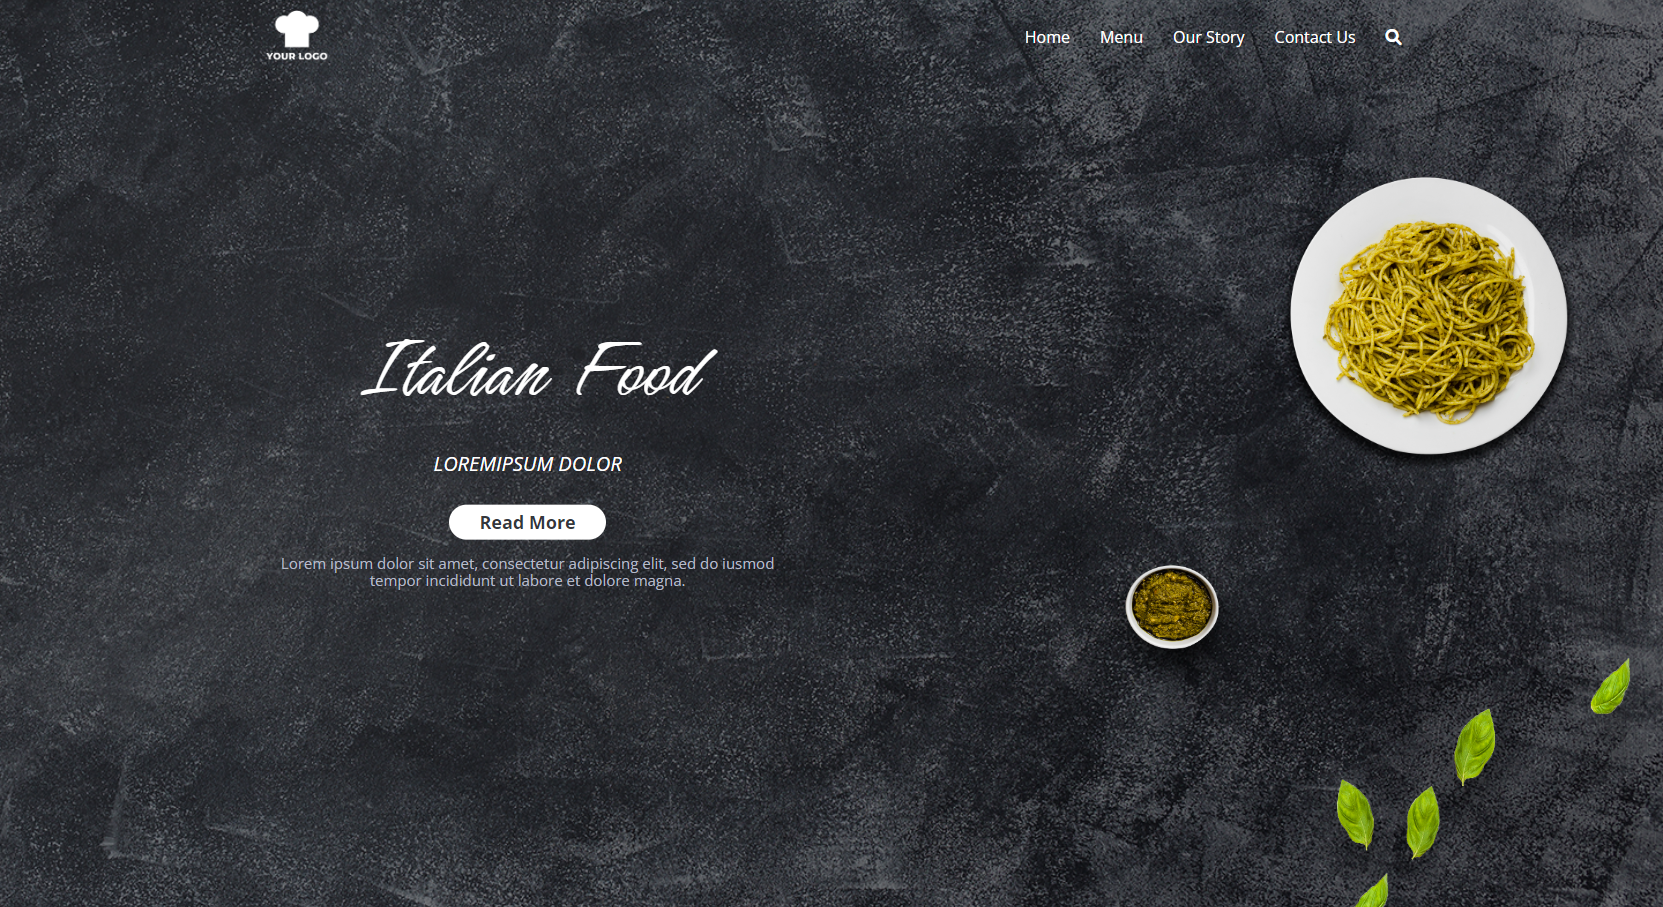 YOUR LOGO
Home Menu Our Story Contact Us
Italian Food
LOREMIPSUM DOLOR
Read More
Lorem ipsum dolor sit amet, consectetur adipiscing elit, sed do iusmod
tempor incididunt ut labore et dolore magna.